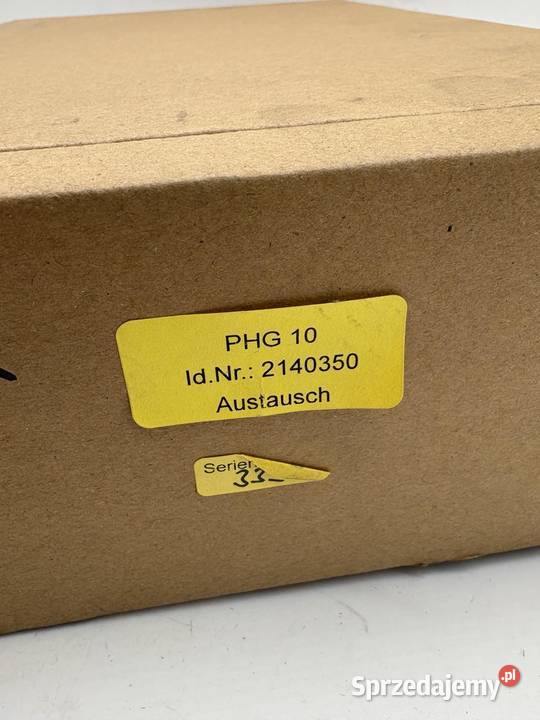 PHG 10
Id.Nr.: 2140350
Austausch
Serien
33
Sprzedajemy.pl